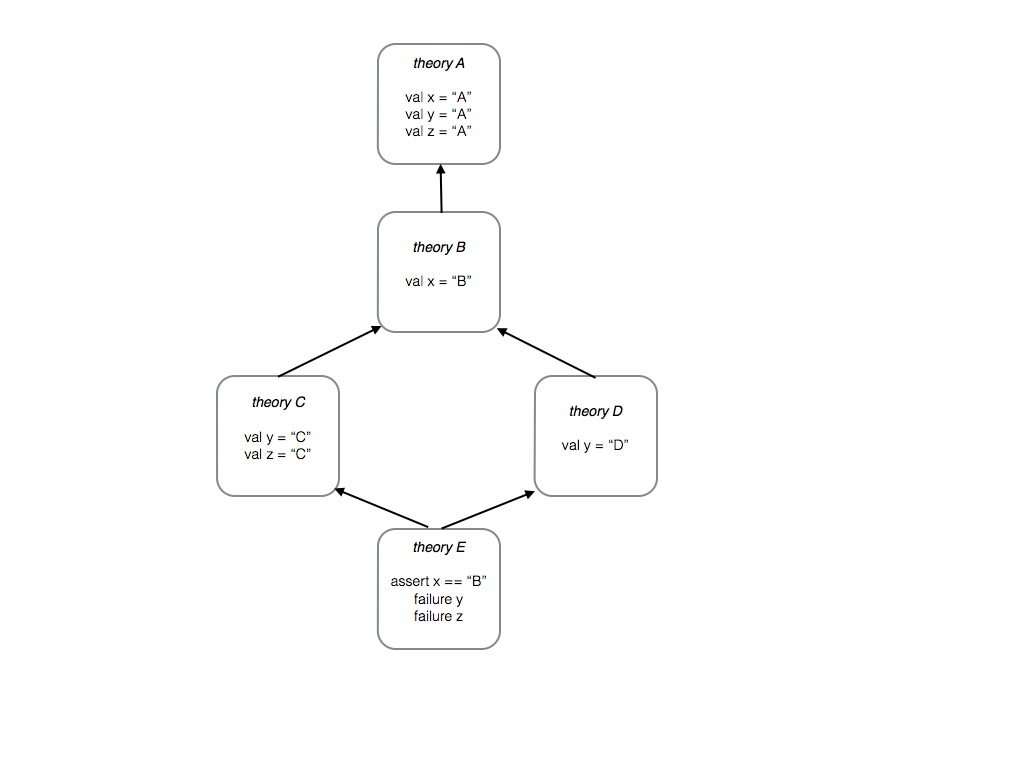 theory A
val x = “A”
val y = “A”
val z = “A”
theory B
val x = “B”
theory C
val y = “C”
val z = “C”
theory D
val y = “D”
theory E
assert x == “B”
failure y
failure z